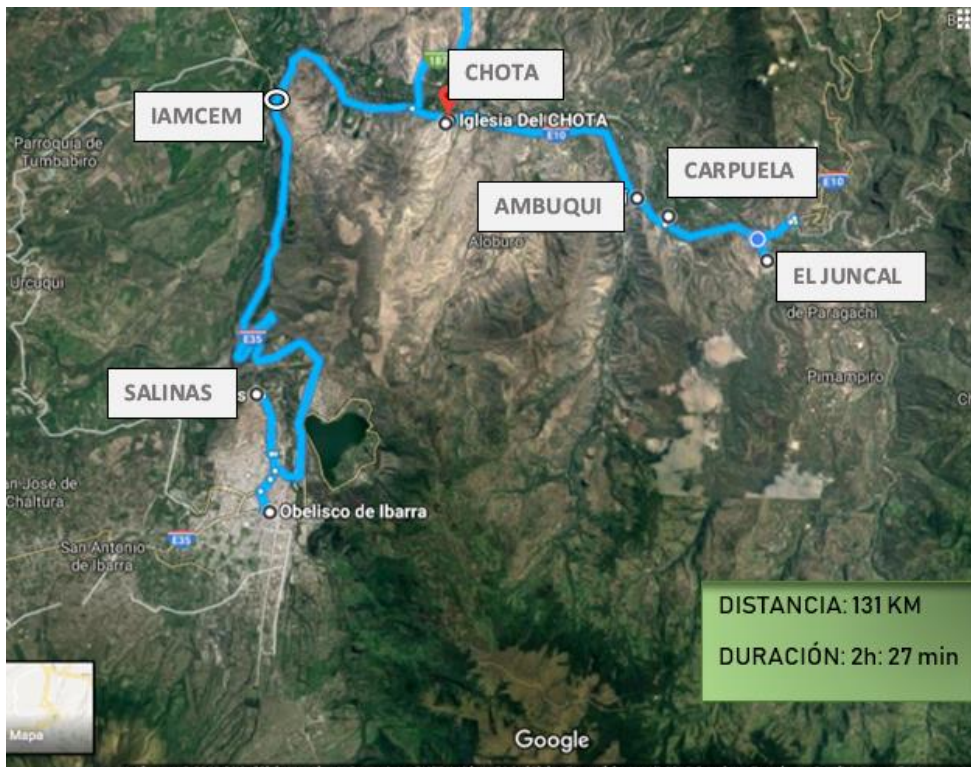 187
CHOTA
IAMCEM
Iglesia Del CHOTA
E10
Parroquia de
Tumbabiro
CARPUELA
E10
AMBUQUI
Aloburo
EL JUNCAL
Urcuqui
de Paragachi
E35
Pimampiro
SALINAS
s
San José de
Chaltura
Obelisco de Ibarra
E35
San Antonio
de Ibarra
DISTANCIA: 131 KM
DURACIÓN: 2h: 27 min
Mapa
Google